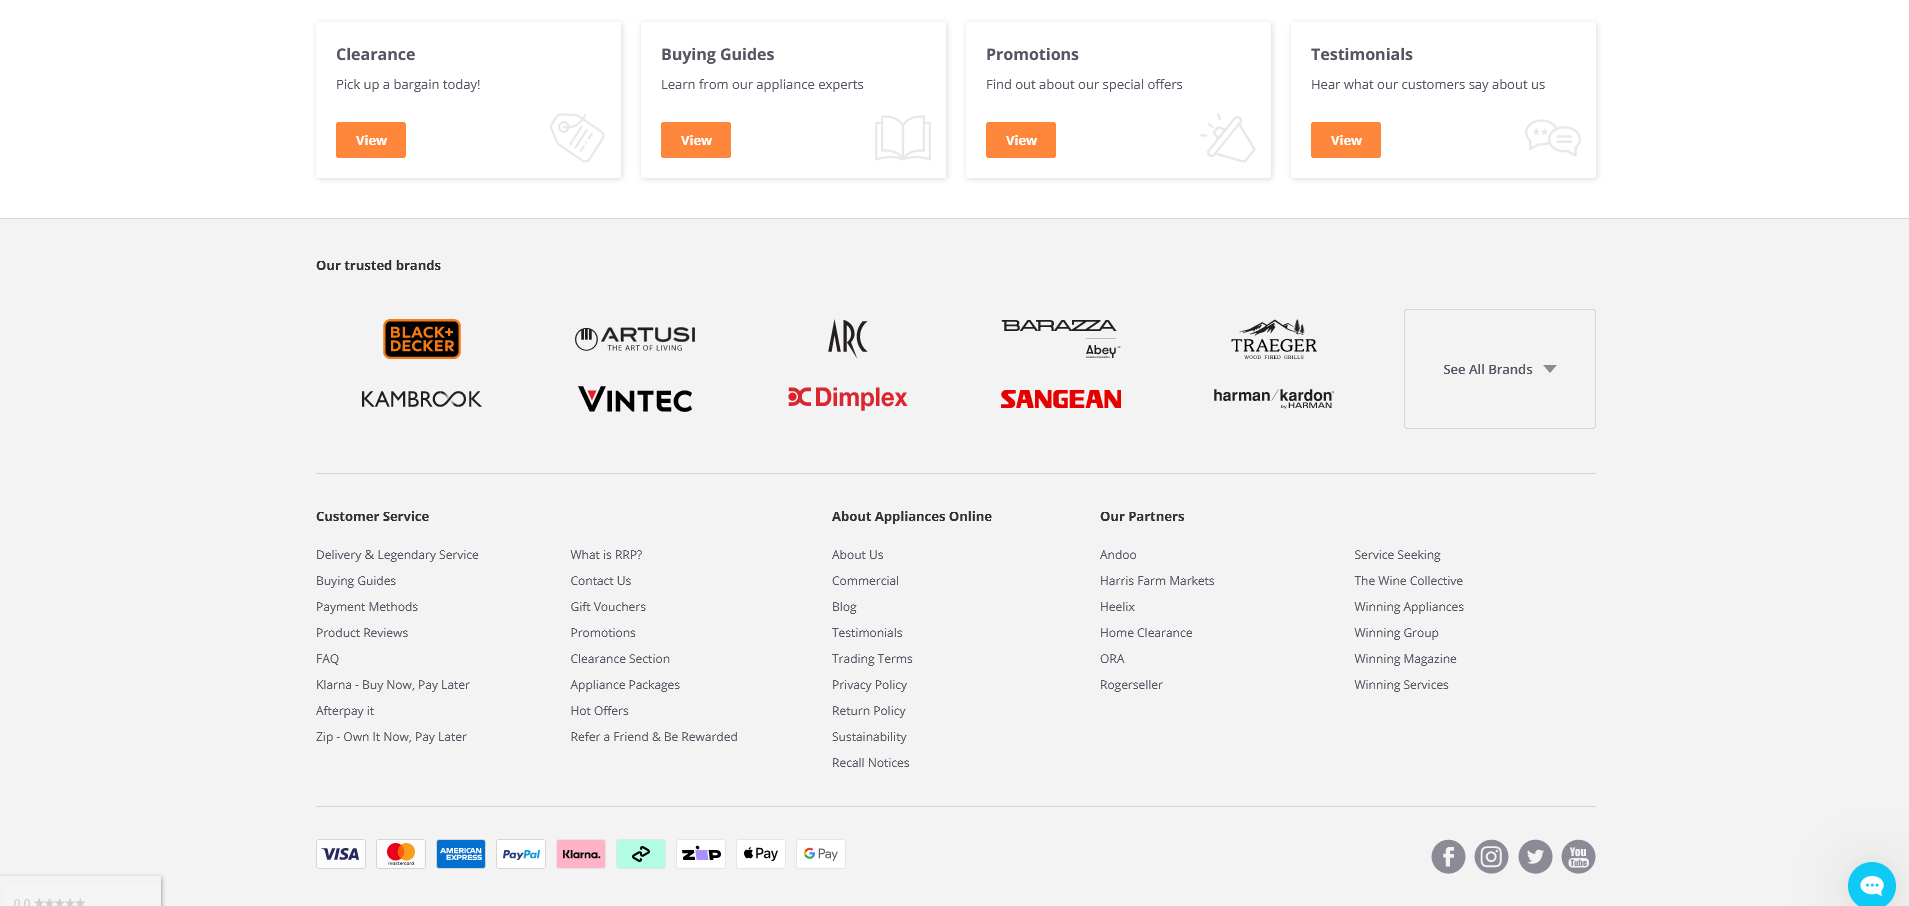 Clearance
Pick up a bargain today!
View
Buying Guides
Learn from our appliance experts
View
Promotions
Find out about our special offers
View
Testimonials
Hear what our customers say about us
View
Our trusted brands
BLACK+
DECKER
ARTUSI
THE ART OF LIVING
ARC
BARAZZA
Abey
TRAEGER
WOOD FIRED GRILLS
KAMBROOK
VINTEC
Dimplex
SANGEAN
harman/kardon
by HARMAN
See All Brands
Customer Service
Delivery & Legendary Service
Buying Guides
Payment Methods
Product Reviews
FAQ
Klarna - Buy Now, Pay Later
Afterpay it
Zip - Own It Now, Pay Later
What is RRP?
Contact Us
Gift Vouchers
Promotions
Clearance Section
Appliance Packages
Hot Offers
Refer a Friend & Be Rewarded
About Appliances Online
About Us
Commercial
Blog
Testimonials
Trading Terms
Privacy Policy
Return Policy
Sustainability
Recall Notices
Our Partners
Andoo
Harris Farm Markets
Heelix
Home Clearance
ORA
Rogerseller
Service Seeking
The Wine Collective
Winning Appliances
Winning Group
Winning Magazine
Winning Services
VISA
mastercard
AMERICAN
EXPRESS
PayPal
Klarna.
ZIP
Pay
G Pay
You
Tube
0.0